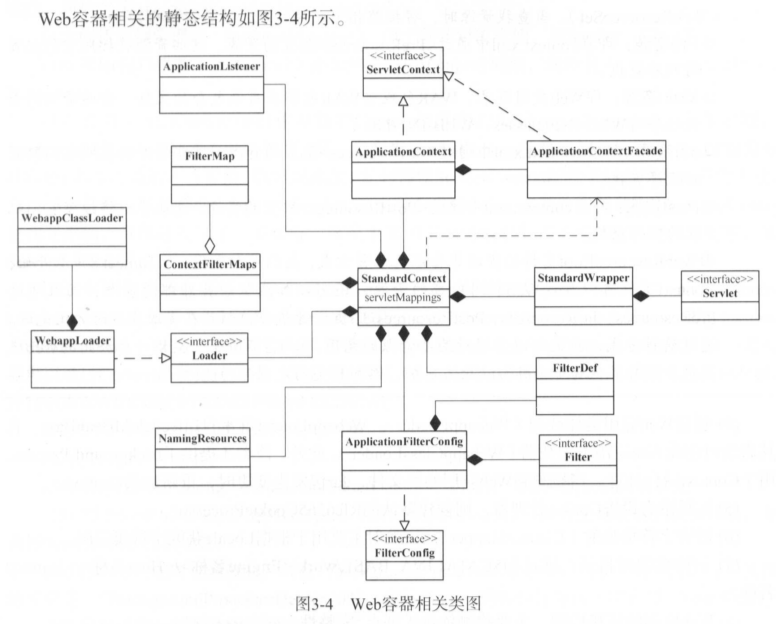 Web容器相关的静态结构如图3-4所示。
ApplicationListener
<<interface>>
ServletContext
FilterMap
ApplicationContext
ApplicationContextFacade
WebappClassLoader
ContextFilterMaps
StandardContext
servletMappings
StandardWrapper
<<interface>>
Servlet
WebappLoader
<<interface>>
Loader
FilterDef
NamingResources
ApplicationFilterConfig
<<interface>>
Filter
<<interface>>
FilterConfig
图3-4 Web容器相关类图